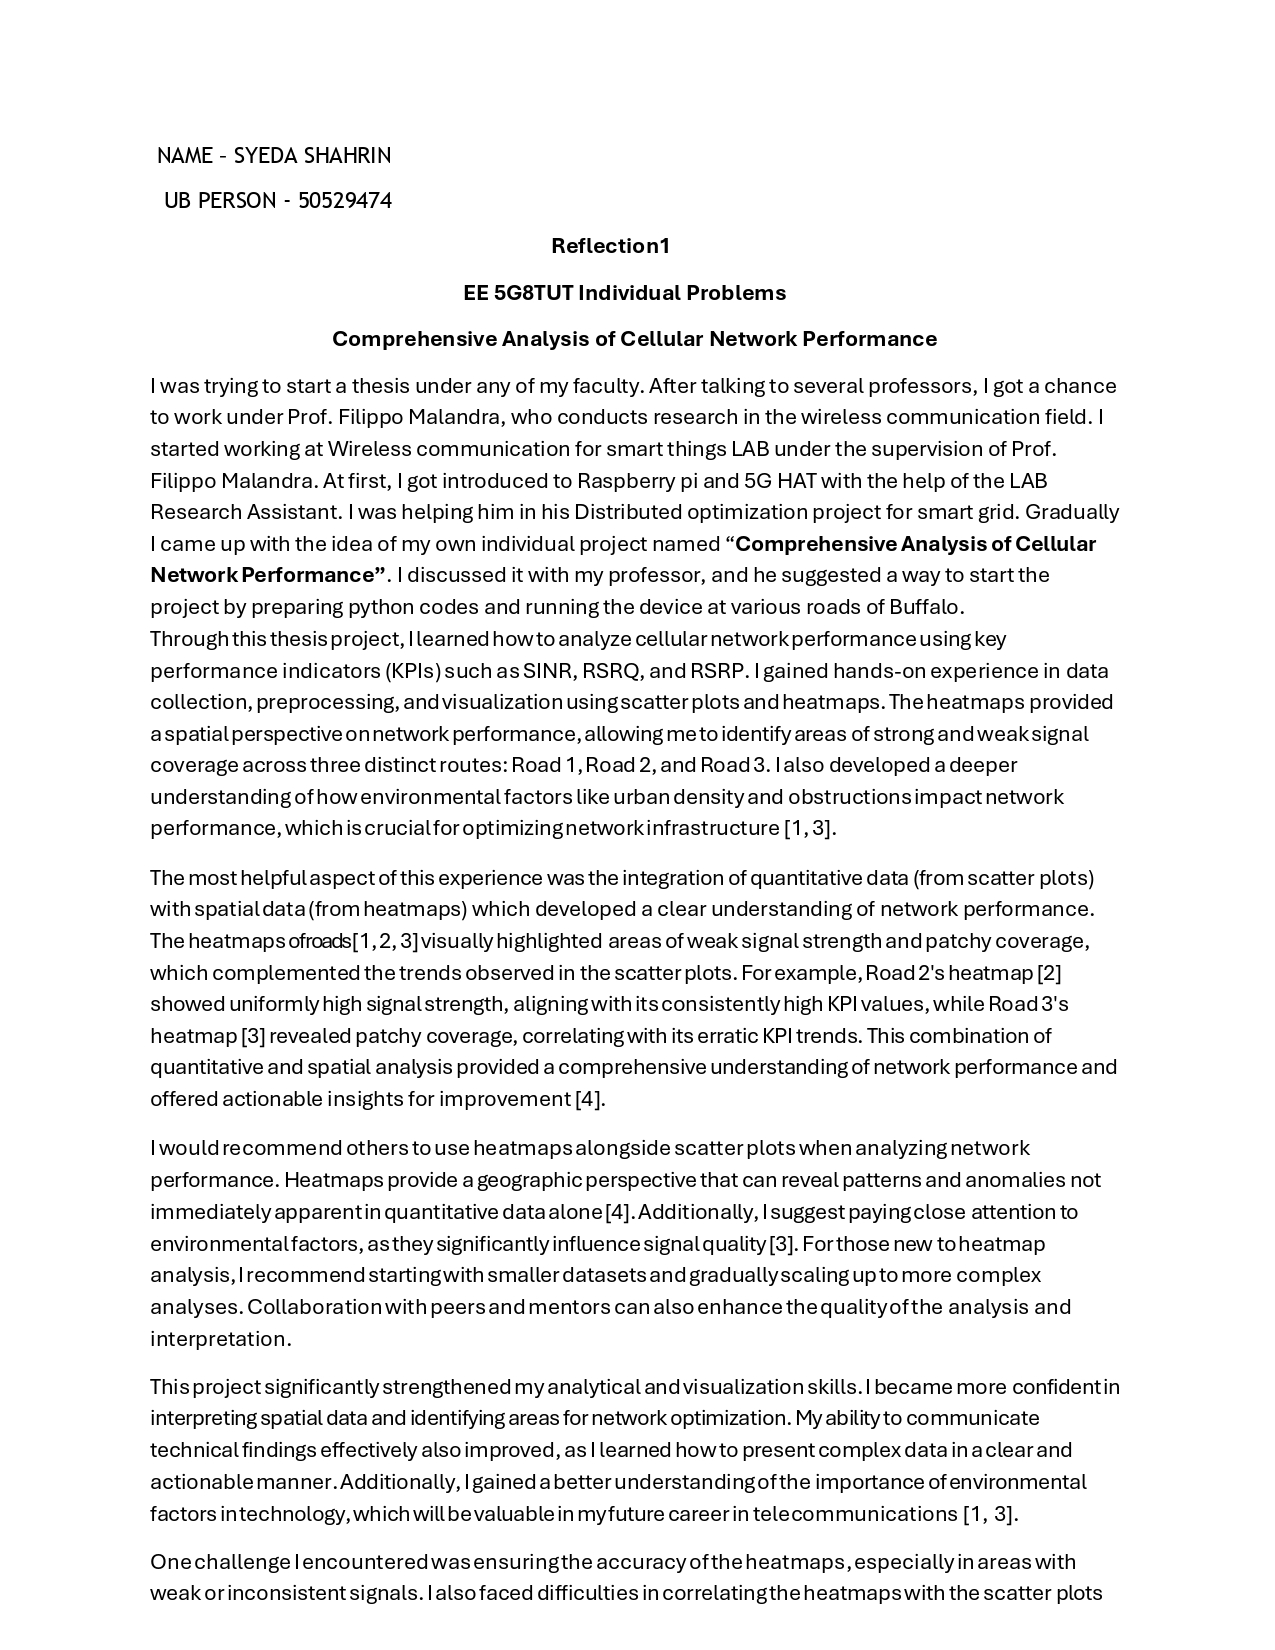 NAME – SYEDA SHAHRIN
UB PERSON - 50529474
Reflection1
EE 5G8TUT Individual Problems
Comprehensive Analysis of Cellular Network Performance
I was trying to start a thesis under any of my faculty. After talking to several professors, I got a chance
to work under Prof. Filippo Malandra, who conducts research in the wireless communication field. I
started working at Wireless communication for smart things LAB under the supervision of Prof.
Filippo Malandra. At first, I got introduced to Raspberry pi and 5G HAT with the help of the LAB
Research Assistant. I was helping him in his Distributed optimization project for smart grid. Gradually
I came up with the idea of my own individual project named “Comprehensive Analysis of Cellular
Network Performance”. I discussed it with my professor, and he suggested a way to start the
project by preparing python codes and running the device at various roads of Buffalo.
Through this thesis project, I learned how to analyze cellular network performance using key
performance indicators (KPIs) such as SINR, RSRQ, and RSRP. I gained hands-on experience in data
collection, preprocessing, and visualization using scatter plots and heatmaps. The heatmaps provided
a spatial perspective on network performance, allowing me to identify areas of strong and weak signal
coverage across three distinct routes: Road 1, Road 2, and Road 3. I also developed a deeper
understanding of how environmental factors like urban density and obstructions impact network
performance, which is crucial for optimizing network infrastructure [1, 3].
The most helpful aspect of this experience was the integration of quantitative data (from scatter plots)
with spatial data (from heatmaps) which developed a clear understanding of network performance.
The heatmaps of roads [1, 2, 3] visually highlighted areas of weak signal strength and patchy coverage,
which complemented the trends observed in the scatter plots. For example, Road 2's heatmap [2]
showed uniformly high signal strength, aligning with its consistently high KPI values, while Road 3's
heatmap [3] revealed patchy coverage, correlating with its erratic KPI trends. This combination of
quantitative and spatial analysis provided a comprehensive understanding of network performance and
offered actionable insights for improvement [4].
I would recommend others to use heatmaps alongside scatter plots when analyzing network
performance. Heatmaps provide a geographic perspective that can reveal patterns and anomalies not
immediately apparent in quantitative data alone [4]. Additionally, I suggest paying close attention to
environmental factors, as they significantly influence signal quality [3]. For those new to heatmap
analysis, I recommend starting with smaller datasets and gradually scaling up to more complex
analyses. Collaboration with peers and mentors can also enhance the quality of the analysis and
interpretation.
This project significantly strengthened my analytical and visualization skills. I became more confident in
interpreting spatial data and identifying areas for network optimization. My ability to communicate
technical findings effectively also improved, as I learned how to present complex data in a clear and
actionable manner. Additionally, I gained a better understanding of the importance of environmental
factors in technology, which will be valuable in my future career in telecommunications [1, 3].
One challenge I encountered was ensuring the accuracy of the heatmaps, especially in areas with
weak or inconsistent signals. I also faced difficulties in correlating the heatmaps with the scatter plots